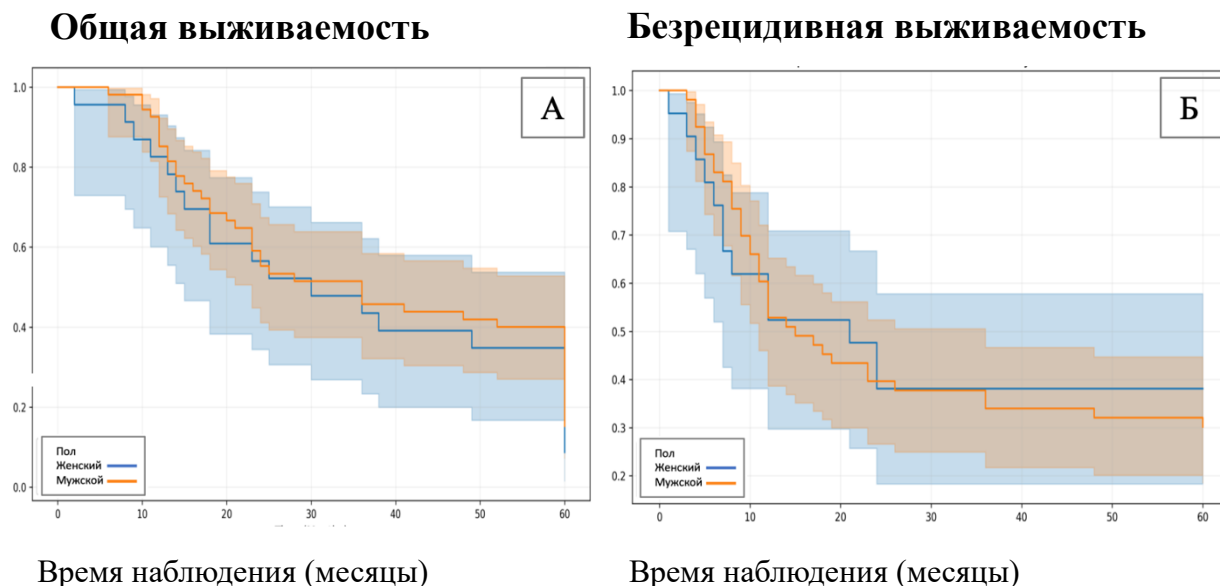 Общая выживаемость
Безрецидивная выживаемость
А
1.0
0.8
0.6
0.4
0.2
0.0
Пол
Женский
Мужской
0 10 20 30 40 50 60
Время наблюдения (месяцы)
Б
1.0
0.9
0.8
0.7
0.6
0.5
0.4
0.3
0.2
Пол
Женский
Мужской
0 10 20 30 40 50 60
Время наблюдения (месяцы)